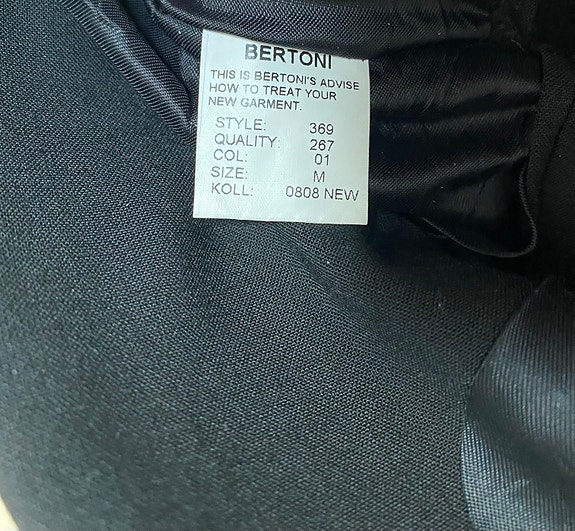 BERTONI
THIS IS BERTONI'S ADVISE
HOW TO TREAT YOUR
NEW GARMENT.
STYLE: 369
QUALITY: 267
COL: 01
SIZE: M
KOLL: 0808 NEW